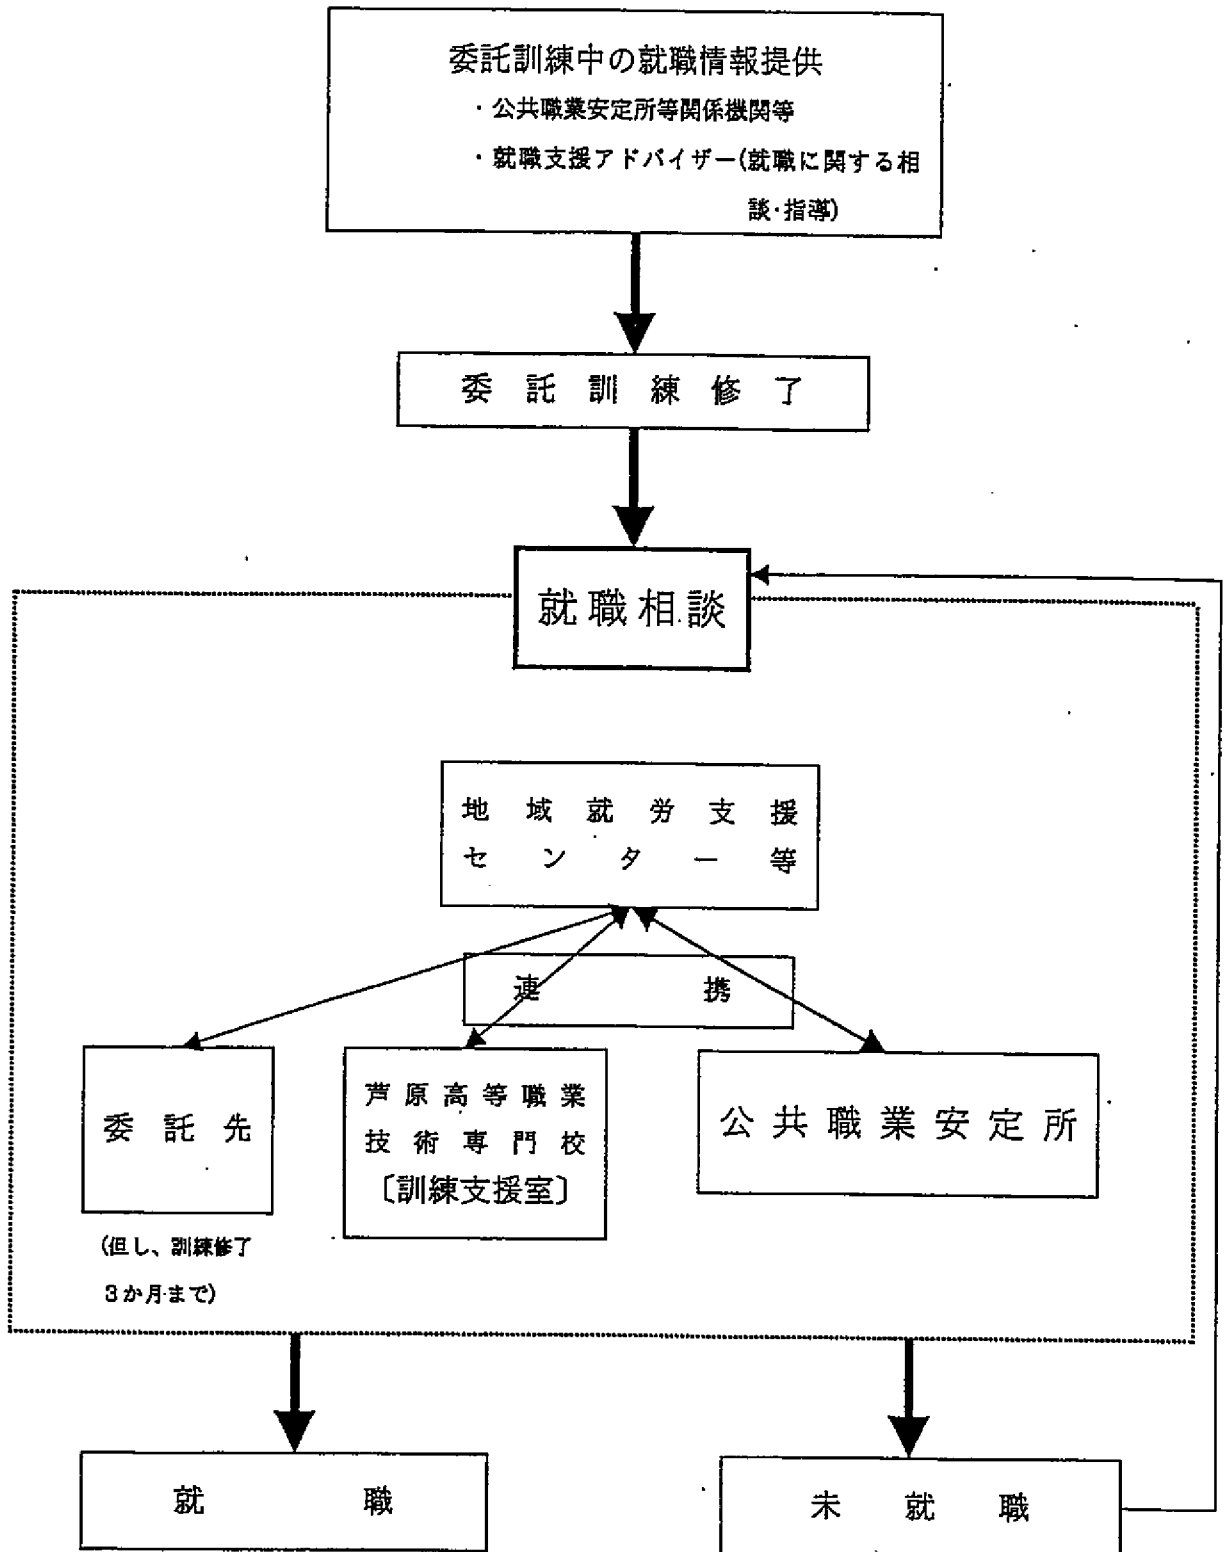 委託訓練中の就職情報提供
・公共職業安定所等関係機関等
・就職支援アドバイザー(就職に関する相
談・指導)
委託訓練修了
就職相談
地域就労支援
センター等
連携
委託先
(但し、訓練修了
3か月まで)
芦原高等職業
技術専門校
〔訓練支援室〕
公共職業安定所
就職
未就職